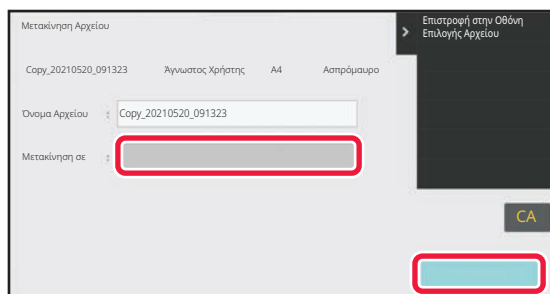 Μετακίνηση Αρχείου
Επιστροφή στην Οθόνη
Επιλογής Αρχείου
Copy_20210520_091323 Άγνωστος Χρήστης A4 Ασπρόμαυρο
Όνομα Αρχείου : Copy_20210520_091323
Μετακίνηση σε :
CA